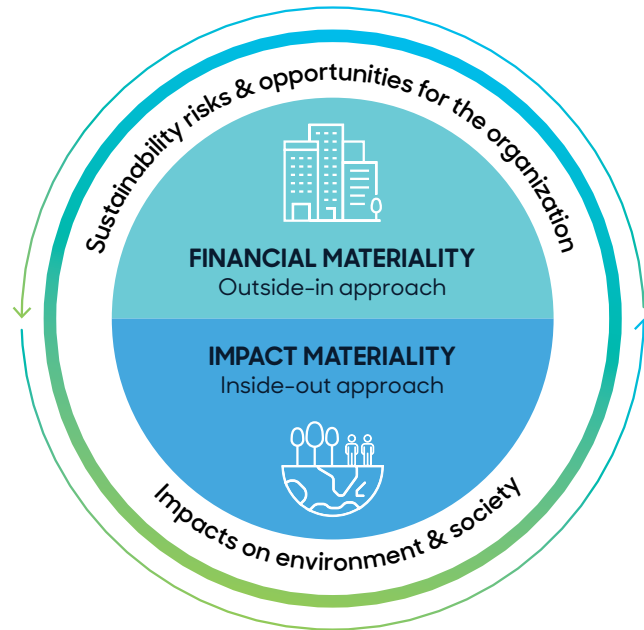 Sustainability risks & opportunities for the organization
FINANCIAL MATERIALITY
Outside-in approach
IMPACT MATERIALITY
Inside-out approach
Impacts on environment & society